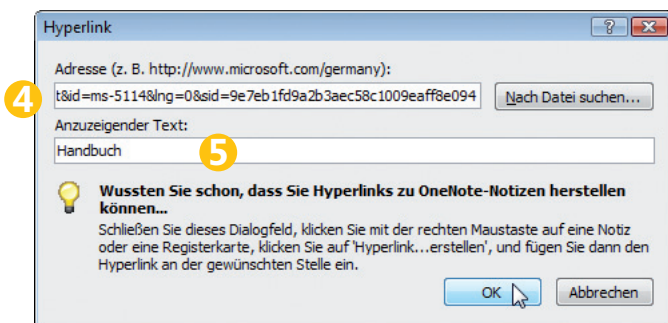 Hyperlink
Adresse (z. B. http://www.microsoft.com/germany):
4 t&id=ms-5114&lng=0&sid=9e7eb1fd9a2b3aec58c1009eaff8e094 Nach Datei suchen...
Anzuzeigender Text:
Handbuch 5
Wussten Sie schon, dass Sie Hyperlinks zu OneNote-Notizen herstellen
können...
Schließen Sie dieses Dialogfeld, klicken Sie mit der rechten Maustaste auf eine Notiz
oder eine Registerkarte, klicken Sie auf 'Hyperlink...erstellen', und fügen Sie dann den
Hyperlink an der gewünschten Stelle ein.
OK Abbrechen